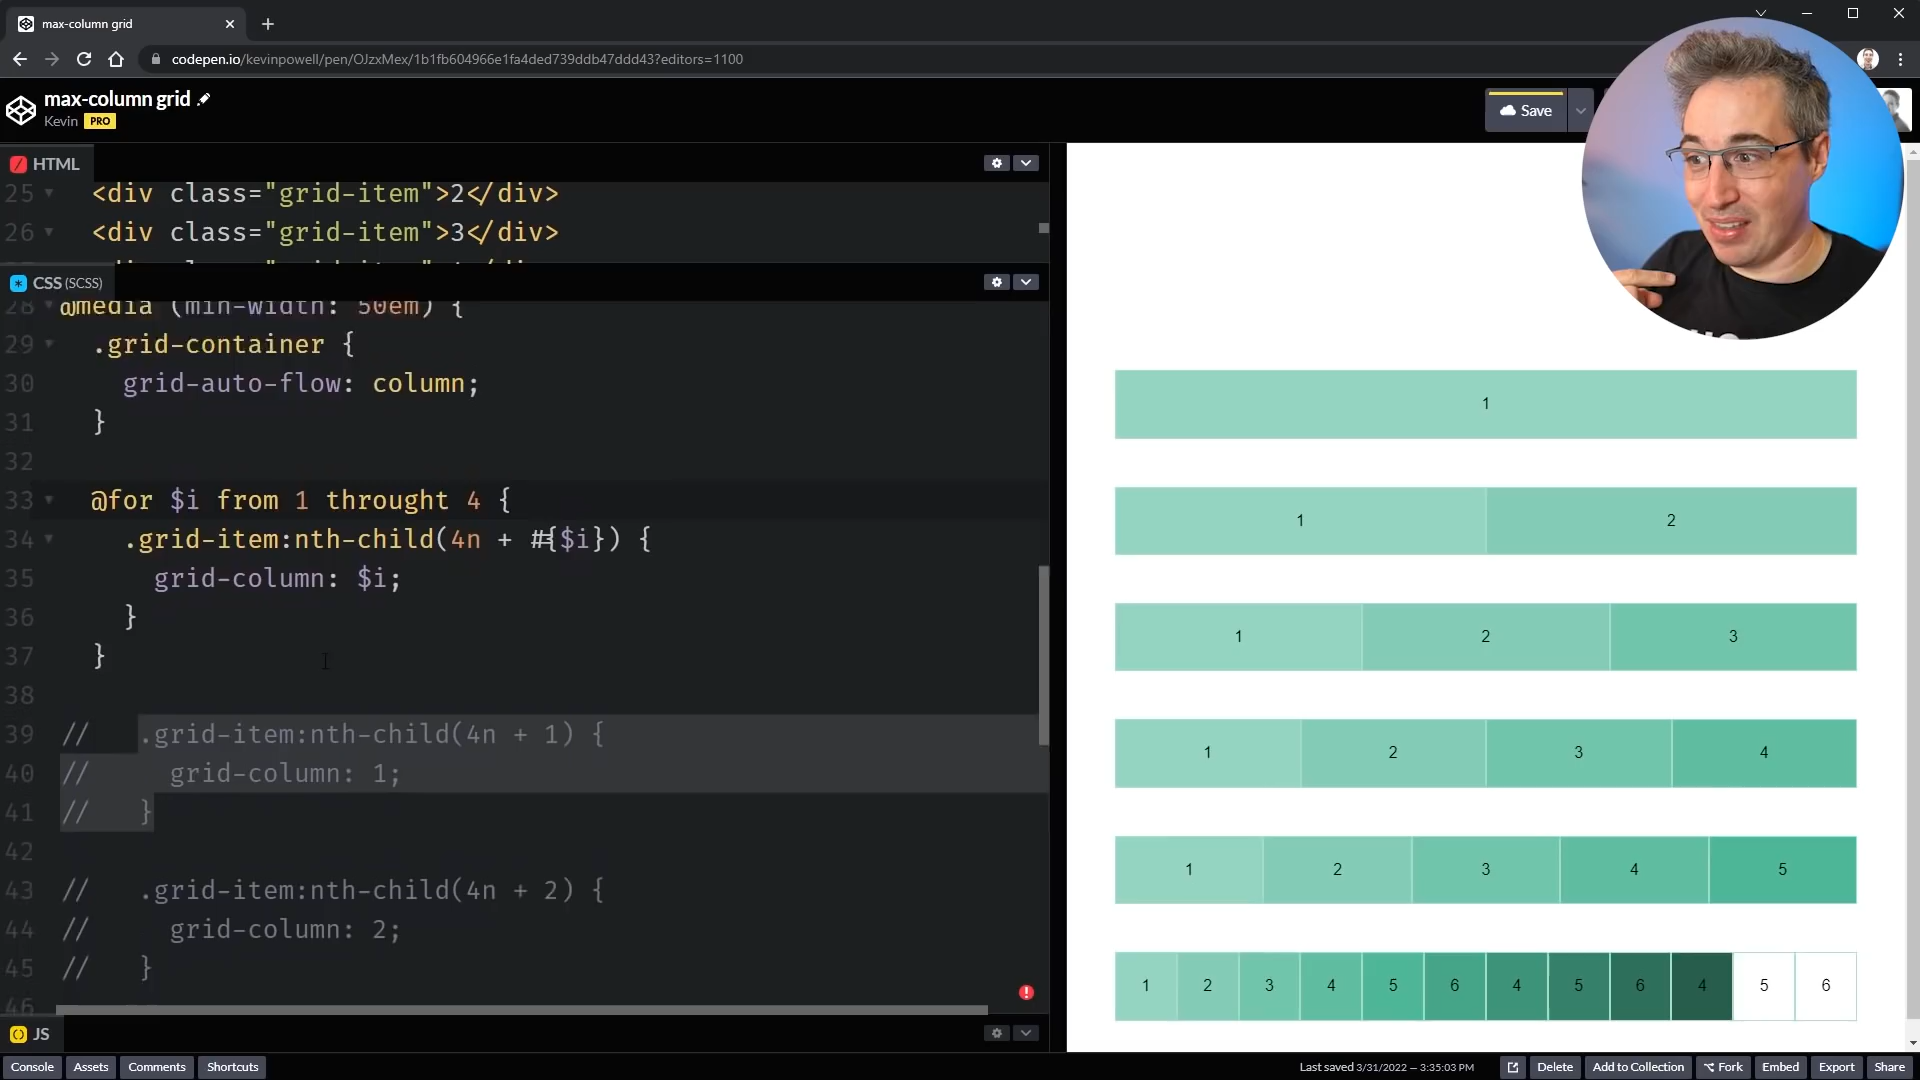 max-column grid
codepen.io/kevinpowell/pen/OJzxMex/1b1fb604966e1fa4ded739ddb47ddd43?editors=1100
max-column grid
Kevin PRO
Save
HTML
25 <div class="grid-item">2</div>
26 <div class="grid-item">3</div>
CSS (SCSS)
28 @media (min-width: 50em) {
29 .grid-container {
30 grid-auto-flow: column;
31 }
32
33 @for $i from 1 throught 4 {
34 .grid-item:nth-child(4n + #{$i}) {
35 grid-column: $i;
36 }
37 }
38
39 // .grid-item:nth-child(4n + 1) {
40 // grid-column: 1;
41 // }
42
43 // .grid-item:nth-child(4n + 2) {
44 // grid-column: 2;
45 // }
46
JS
1
1 2
1 2 3
1 2 3 4
1 2 3 4 5
1 2 3 4 5 6 4 5 6 4 5 6
Console Assets Comments Shortcuts
Last saved 3/31/2022 — 3:35:03 PM
Delete Add to Collection Fork Embed Export Share